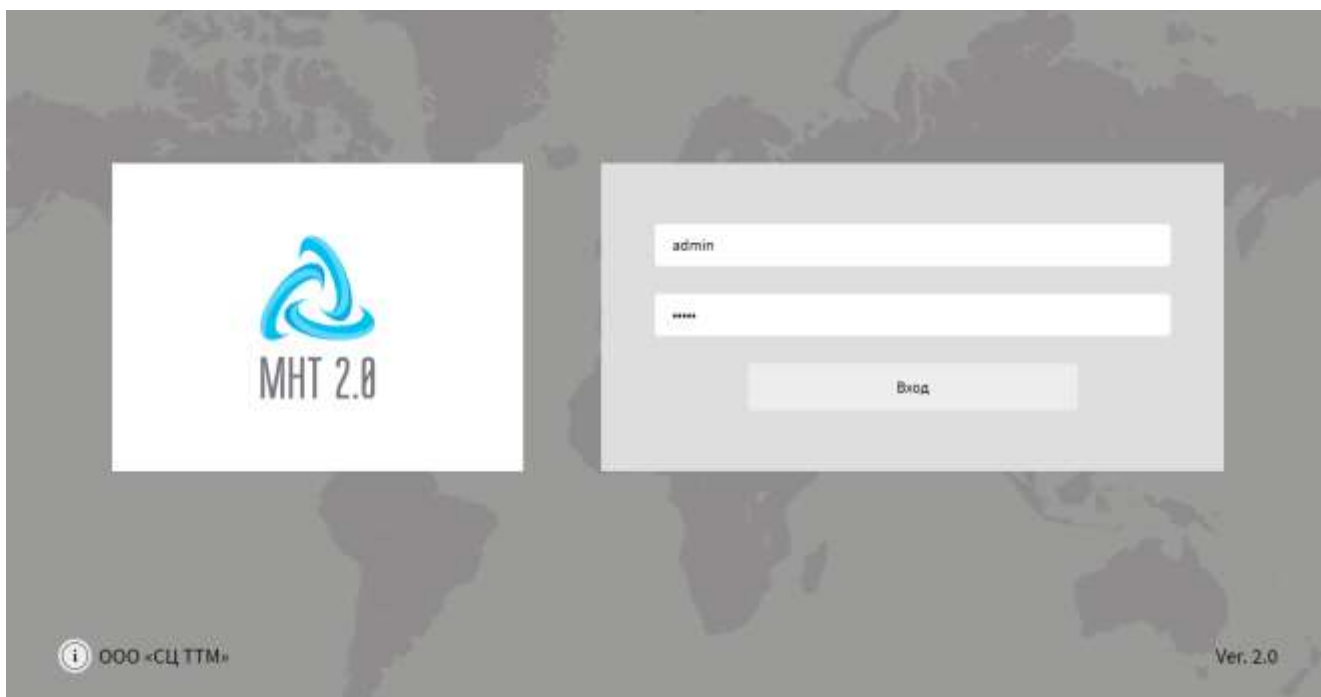 МНТ 2.0
admin
•••••
Вход
i
ООО «СЦ ТТМ»
Ver. 2.0